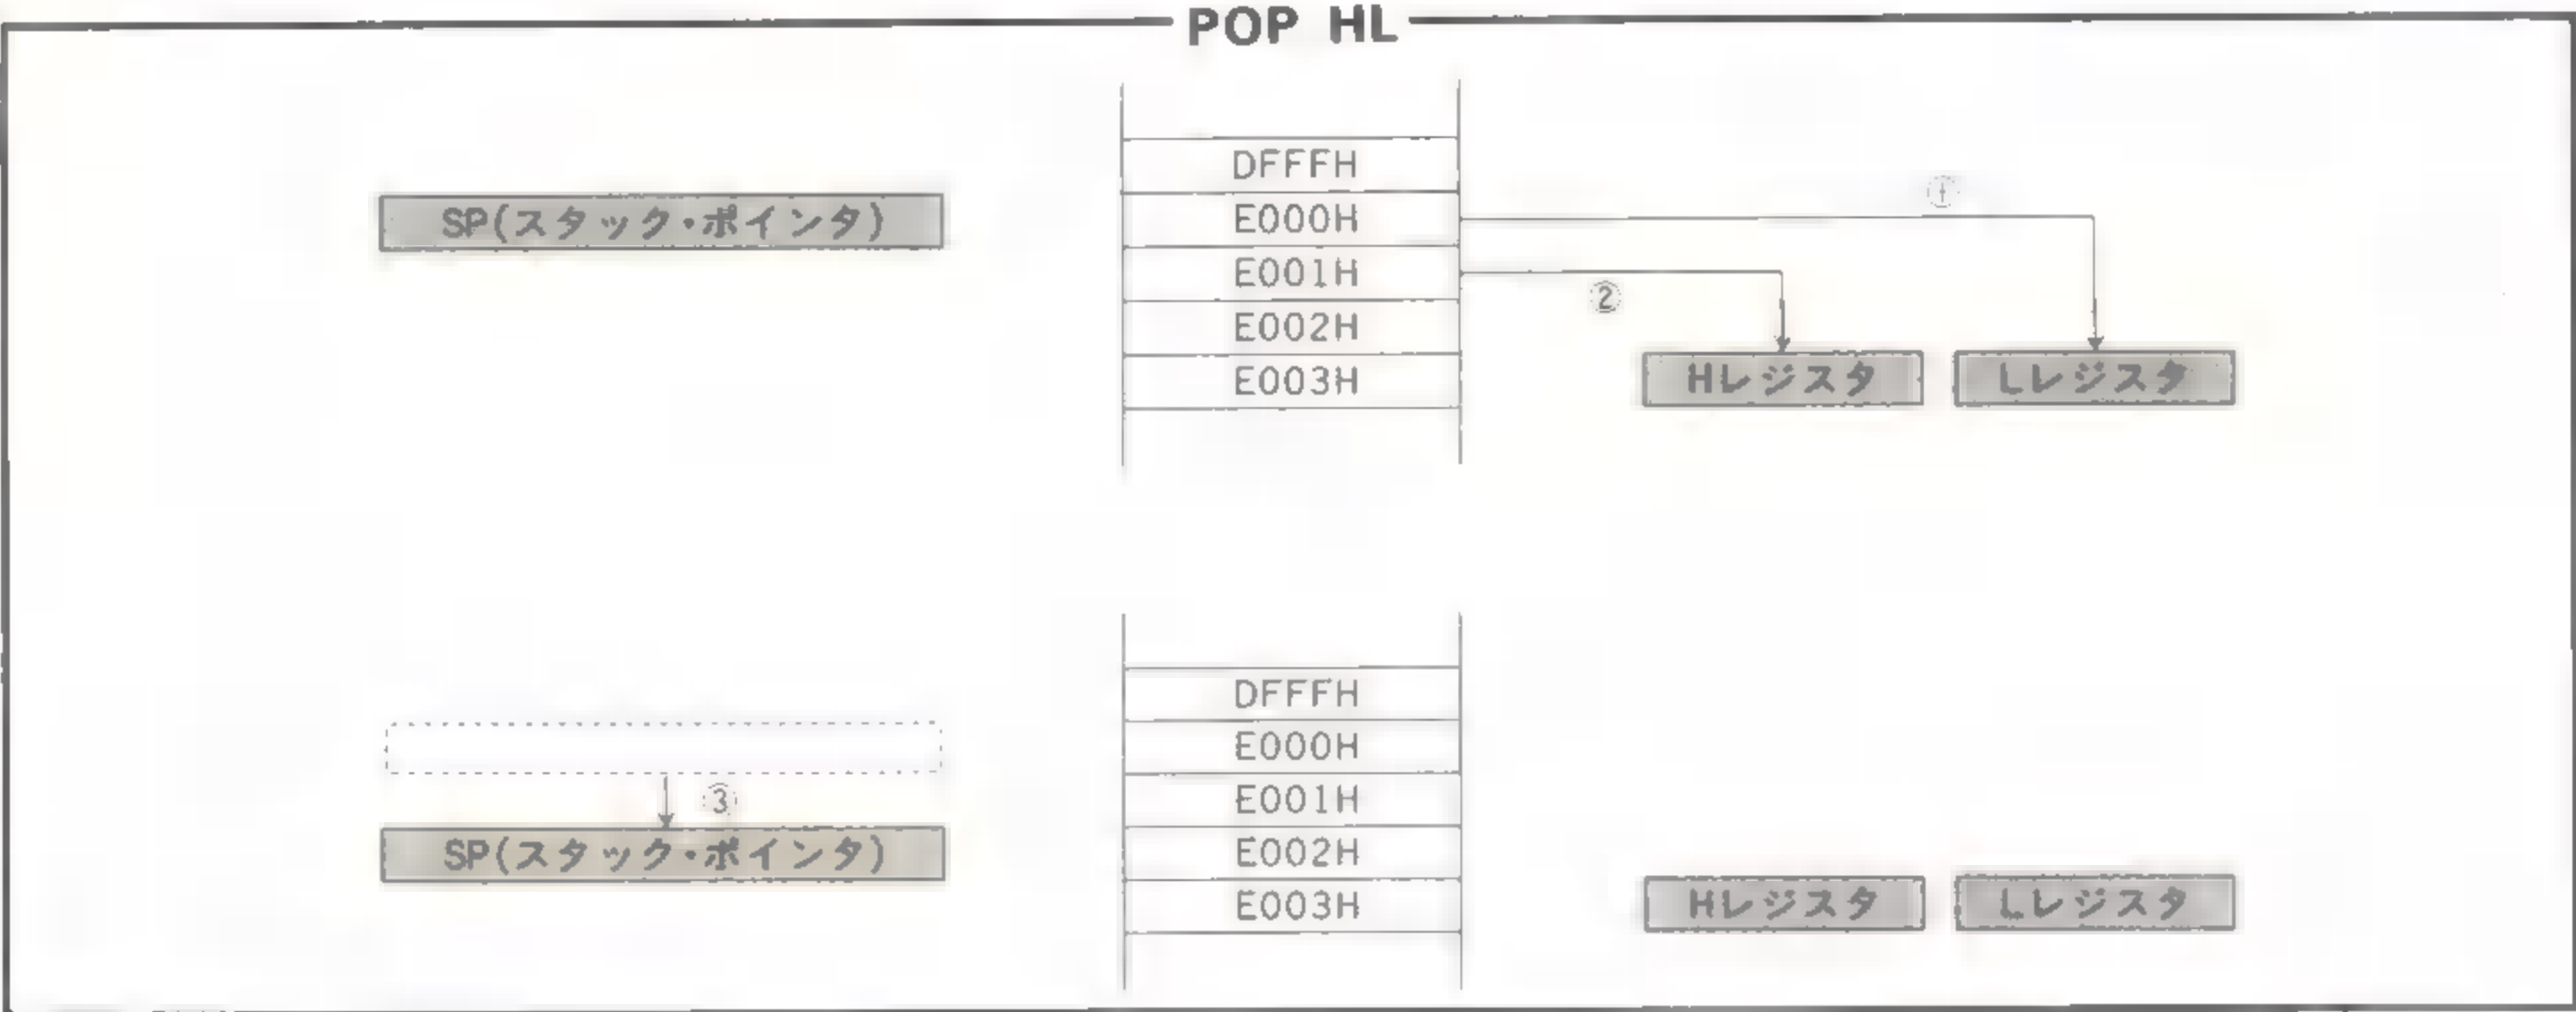 POP HL
DFFFH
SP(スタック・ポインタ)
E000H
①
E001H
②
E002H
E003H
Hレジスタ
Lレジスタ
DFFFH
E000H
③
E001H
SP(スタック・ポインタ)
E002H
E003H
Hレジスタ
Lレジスタ